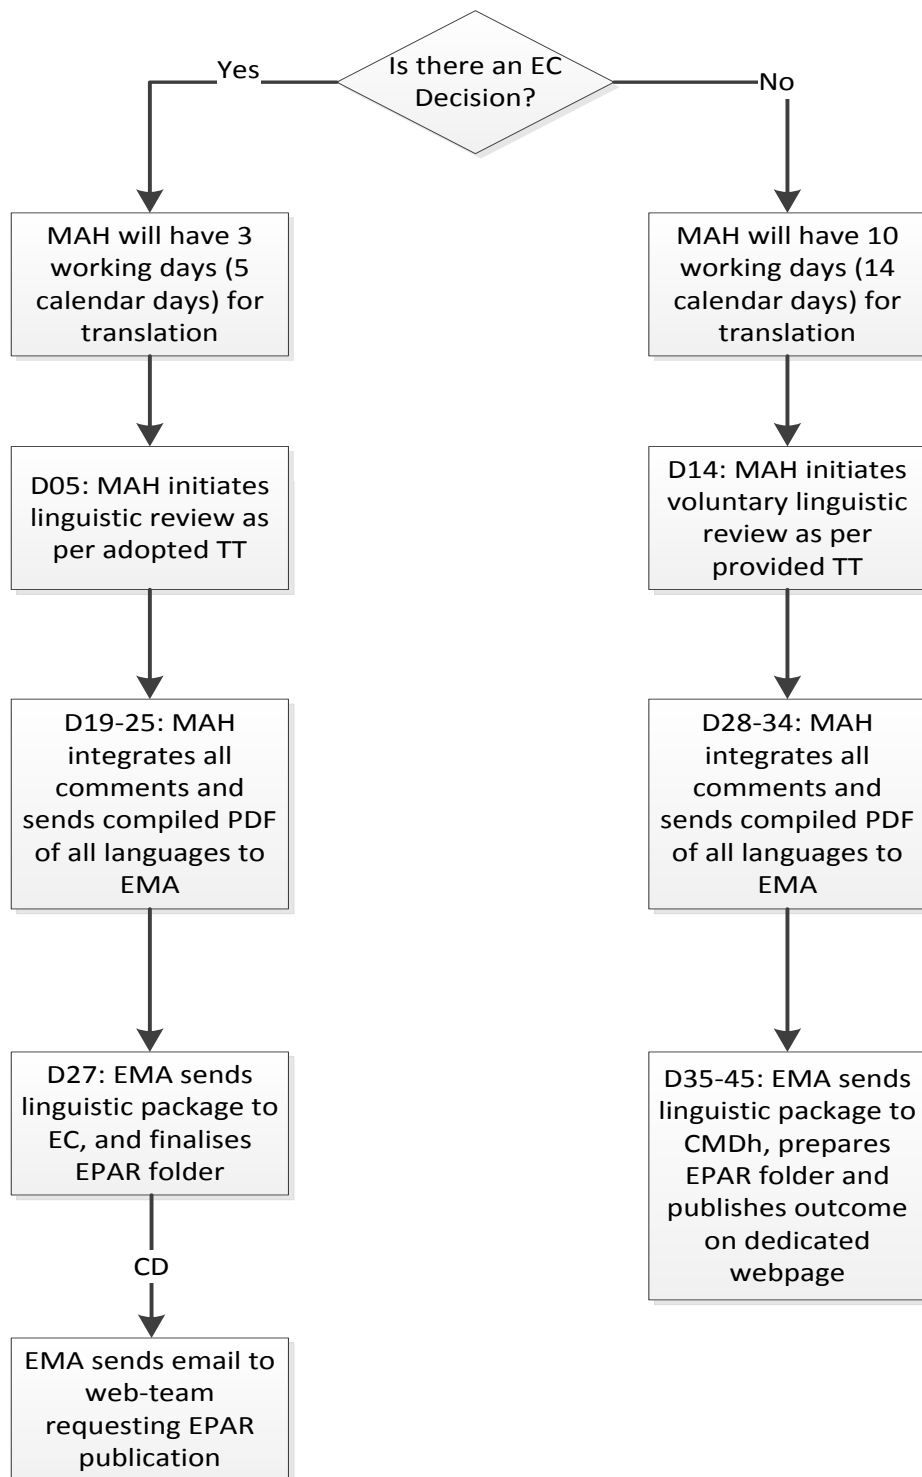 Is there an EC
Decision?
Yes
No
MAH will have 3
working days (5
calendar days) for
translation
MAH will have 10
working days (14
calendar days) for
translation
D05: MAH initiates
linguistic review as
per adopted TT
D14: MAH initiates
voluntary linguistic
review as per
provided TT
D19-25: MAH
integrates all
comments and
sends compiled PDF
of all languages to
EMA
D28-34: MAH
integrates all
comments and
sends compiled PDF
of all languages to
EMA
D27: EMA sends
linguistic package to
EC, and finalises
EPAR folder
D35-45: EMA sends
linguistic package to
CMDh, prepares
EPAR folder and
publishes outcome
on dedicated
webpage
CD
EMA sends email to
web-team
requesting EPAR
publication